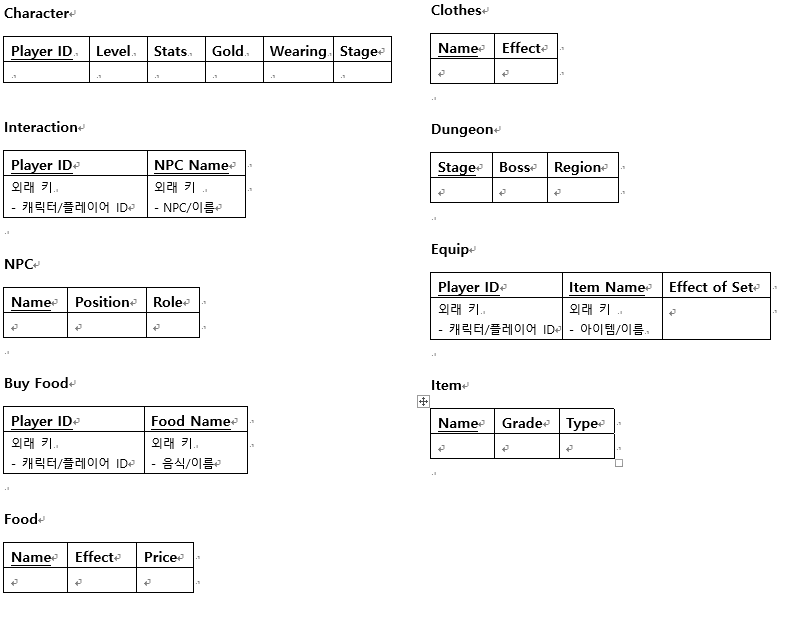 Character
Player ID Level Stats Gold Wearing Stage
Interaction
Player ID NPC Name
외래 키 외래 키
- 캐릭터/플레이어 ID - NPC/이름
NPC
Name Position Role
Buy Food
Player ID Food Name
외래 키 외래 키
- 캐릭터/플레이어 ID - 음식/이름
Food
Name Effect Price
Clothes
Name Effect
Dungeon
Stage Boss Region
Equip
Player ID Item Name Effect of Set
외래 키 외래 키
- 캐릭터/플레이어 ID - 아이템/이름
Item
Name Grade Type